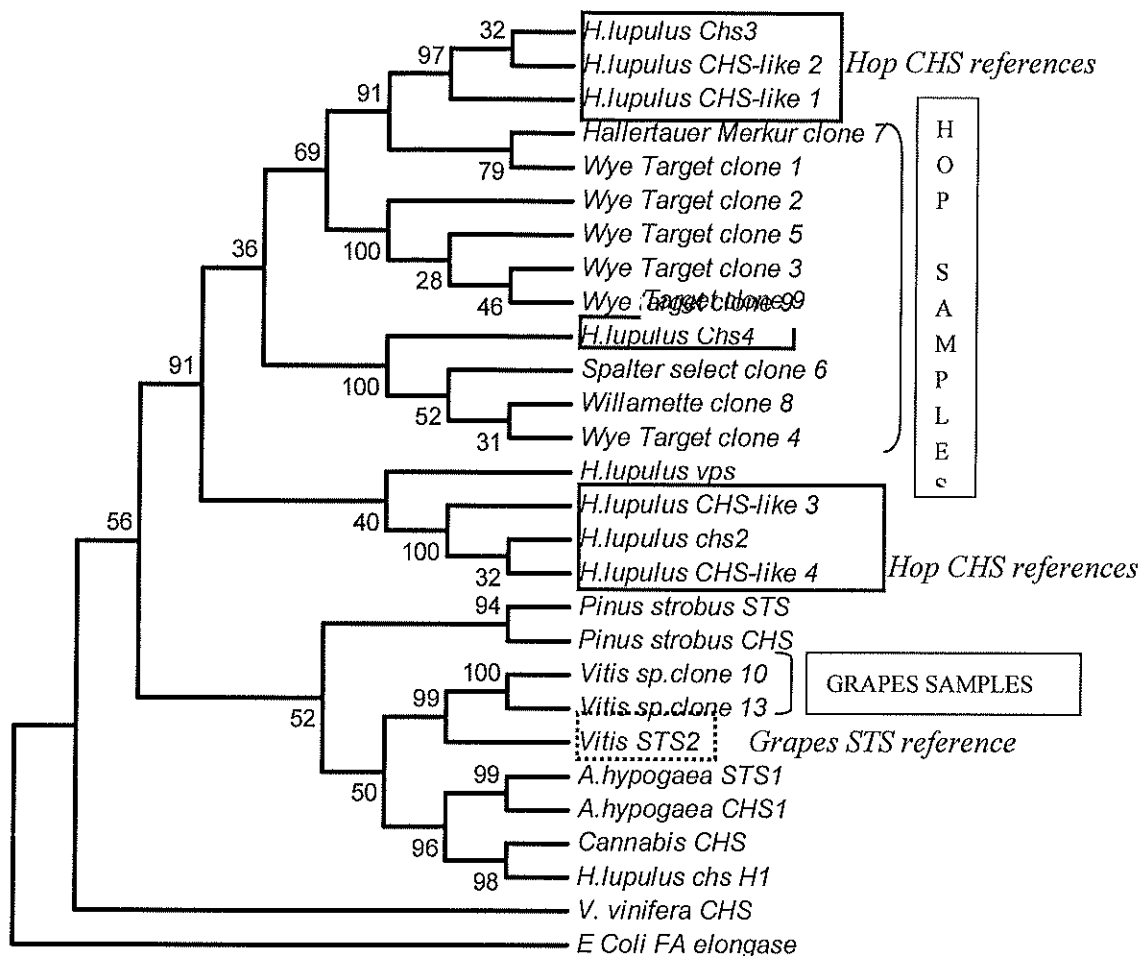 32
H.lupulus Chs3
97
H.lupulus CHS-like 2
Hop CHS references
91
H.lupulus CHS-like 1
Hallertauer Merkur clone 7
69
79
Wye Target clone 1
Wye Target clone 2
100
Wye Target clone 5
36
28
Wye Target clone 3
46
Wye Target clone 9
H.lupulus Chs4
91
100
Spalter select clone 6
52
Willamette clone 8
31
Wye Target clone 4
HOP SAMPLES
H.lupulus vps
56
40
H.lupulus CHS-like 3
100
H.lupulus chs2
32
H.lupulus CHS-like 4
Hop CHS references
94
Pinus strobus STS
Pinus strobus CHS
100
Vitis sp.clone 10
GRAPES SAMPLES
52
99
Vitis sp.clone 13
Vitis STS2
Grapes STS reference
50
99
A.hypogaea STS1
A.hypogaea CHS1
96
Cannabis CHS
98
H.lupulus chs H1
V. vinifera CHS
E Coli FA elongase